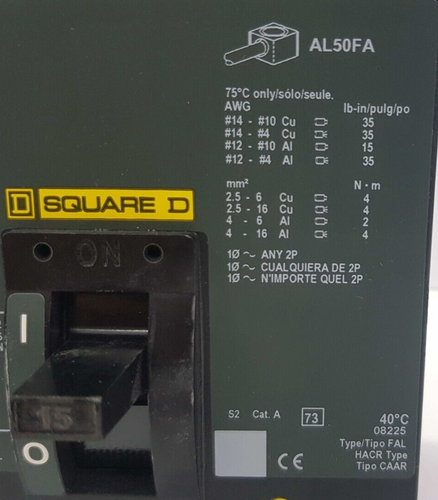 AL50FA
75°C only/sólo/seule.
AWG lb-in/pulg/po
#14 - #10 Cu 35
#14 - #4 Cu 35
#12 - #10 Al 15
#12 - #4 Al 35
mm² N • m
2.5 - 6 Cu 4
2.5 - 16 Cu 4
4 - 6 Al 2
4 - 16 Al 4
1Ø ~ ANY 2P
1Ø ~ CUALQUIERA DE 2P
1Ø ~ N'IMPORTE QUEL 2P
D SQUARE D
ON
I
15
O
S2 Cat. A 73 40°C
08225
Type/Tipo FAL
CE HACR Type
Tipo CAAR